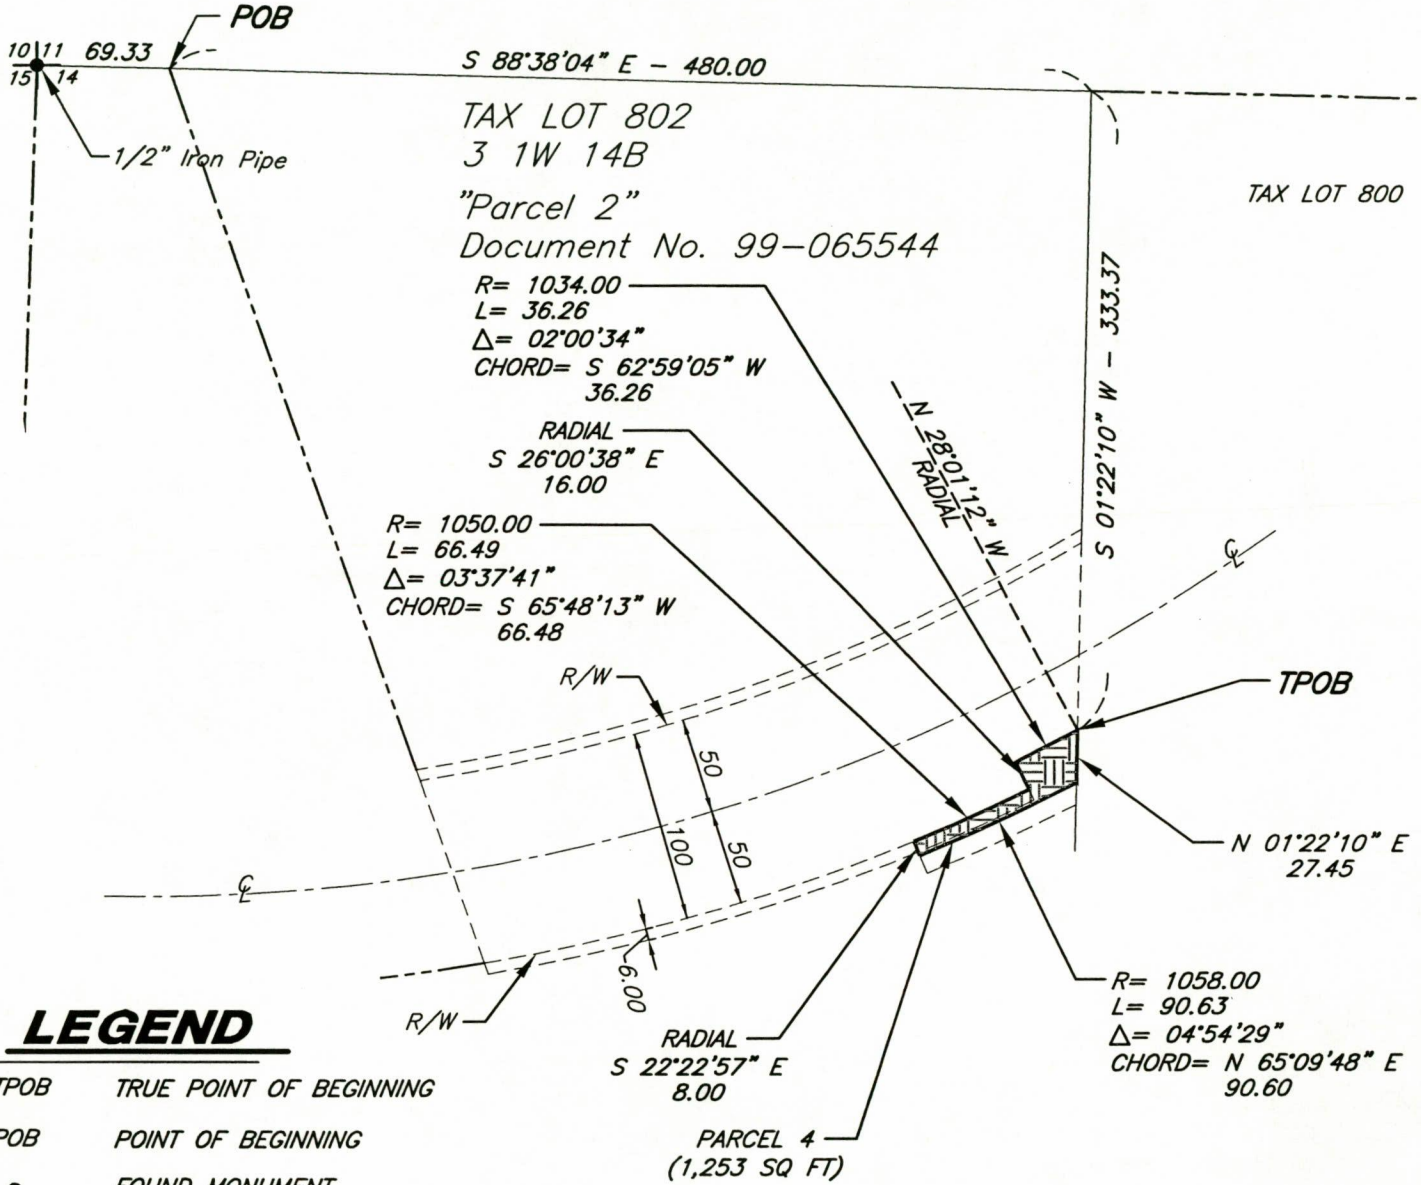 POB
10 11 69.33
15 14
S 88°38'04" E - 480.00
1/2" Iron Pipe
TAX LOT 802
3 1W 14B
"Parcel 2"
Document No. 99-065544
TAX LOT 800
R= 1034.00
L= 36.26
Δ= 02°00'34"
CHORD= S 62°59'05" W
36.26
RADIAL
S 26°00'38" E
16.00
R= 1050.00
L= 66.49
Δ= 03°37'41"
CHORD= S 65°48'13" W
66.48
N 28°01'12" W
RADIAL
S 01°22'10" W - 333.37
℄
R/W
TPOB
50
100
50
℄
N 01°22'10" E
27.45
6.00
R/W
R= 1058.00
L= 90.63
Δ= 04°54'29"
CHORD= N 65°09'48" E
90.60
RADIAL
S 22°22'57" E
8.00
PARCEL 4
(1,253 SQ FT)
LEGEND
TPOB TRUE POINT OF BEGINNING
POB POINT OF BEGINNING
FOUND MONUMENT